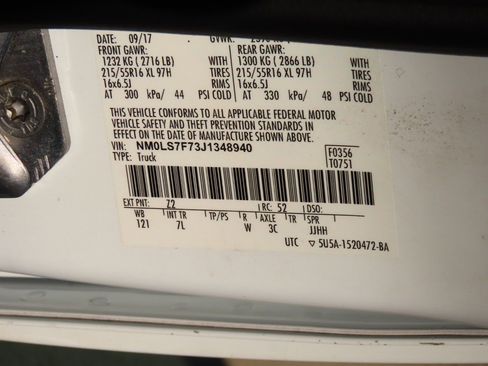 DATE: 09/17 GVWR:
FRONT GAWR: REAR GAWR:
1232 KG ( 2716 LB) WITH 1300 KG ( 2866 LB) WITH
215/55R16 XL 97H TIRES 215/55R16 XL 97H TIRES
16x6.5J RIMS 16x6.5J RIMS
AT 300 kPa/ 44 PSI COLD AT 330 kPa/ 48 PSI COLD
THIS VEHICLE CONFORMS TO ALL APPLICABLE FEDERAL MOTOR
VEHICLE SAFETY AND THEFT PREVENTION STANDARDS IN
EFFECT ON THE DATE OF MANUFACTURE SHOWN ABOVE.
VIN: NM0LS7F73J1348940 F0356
TYPE: Truck T0751
EXT PNT: Z2 RC: 52 DSO:
WB INT TR TP/PS R AXLE TR SPR
121 7L W 3C JJHH
UTC ▽ 5U5A-1520472-BA